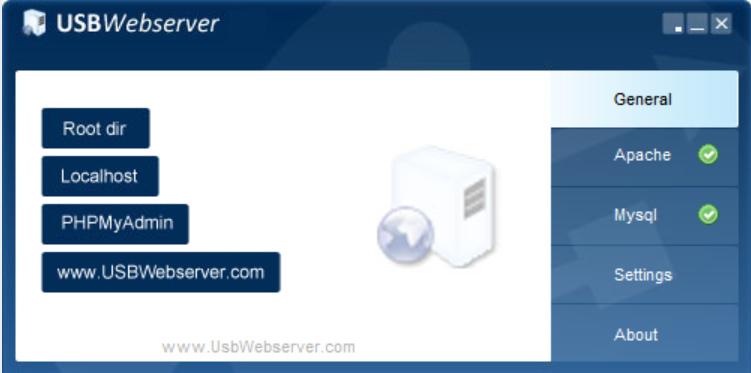 USBWebserver
Root dir
Localhost
PHPMyAdmin
www.USBWebserver.com
www.UsbWebserver.com
General
Apache
Mysql
Settings
About